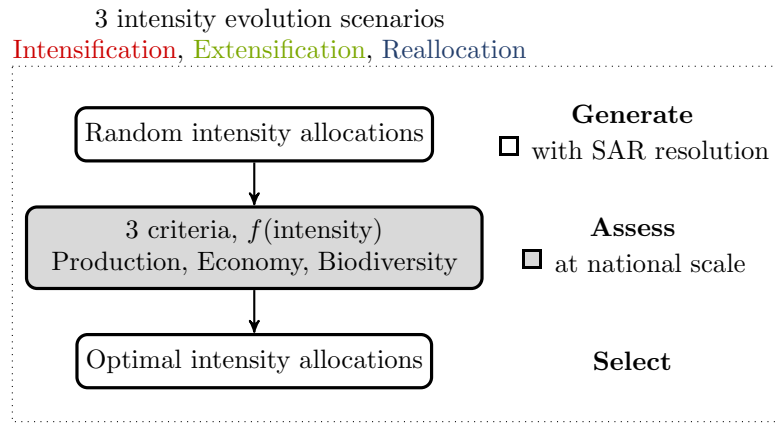 3 intensity evolution scenarios
Intensification, Extensification, Reallocation
Random intensity allocations
Generate
with SAR resolution
3 criteria, f(intensity)
Production, Economy, Biodiversity
Assess
at national scale
Optimal intensity allocations
Select